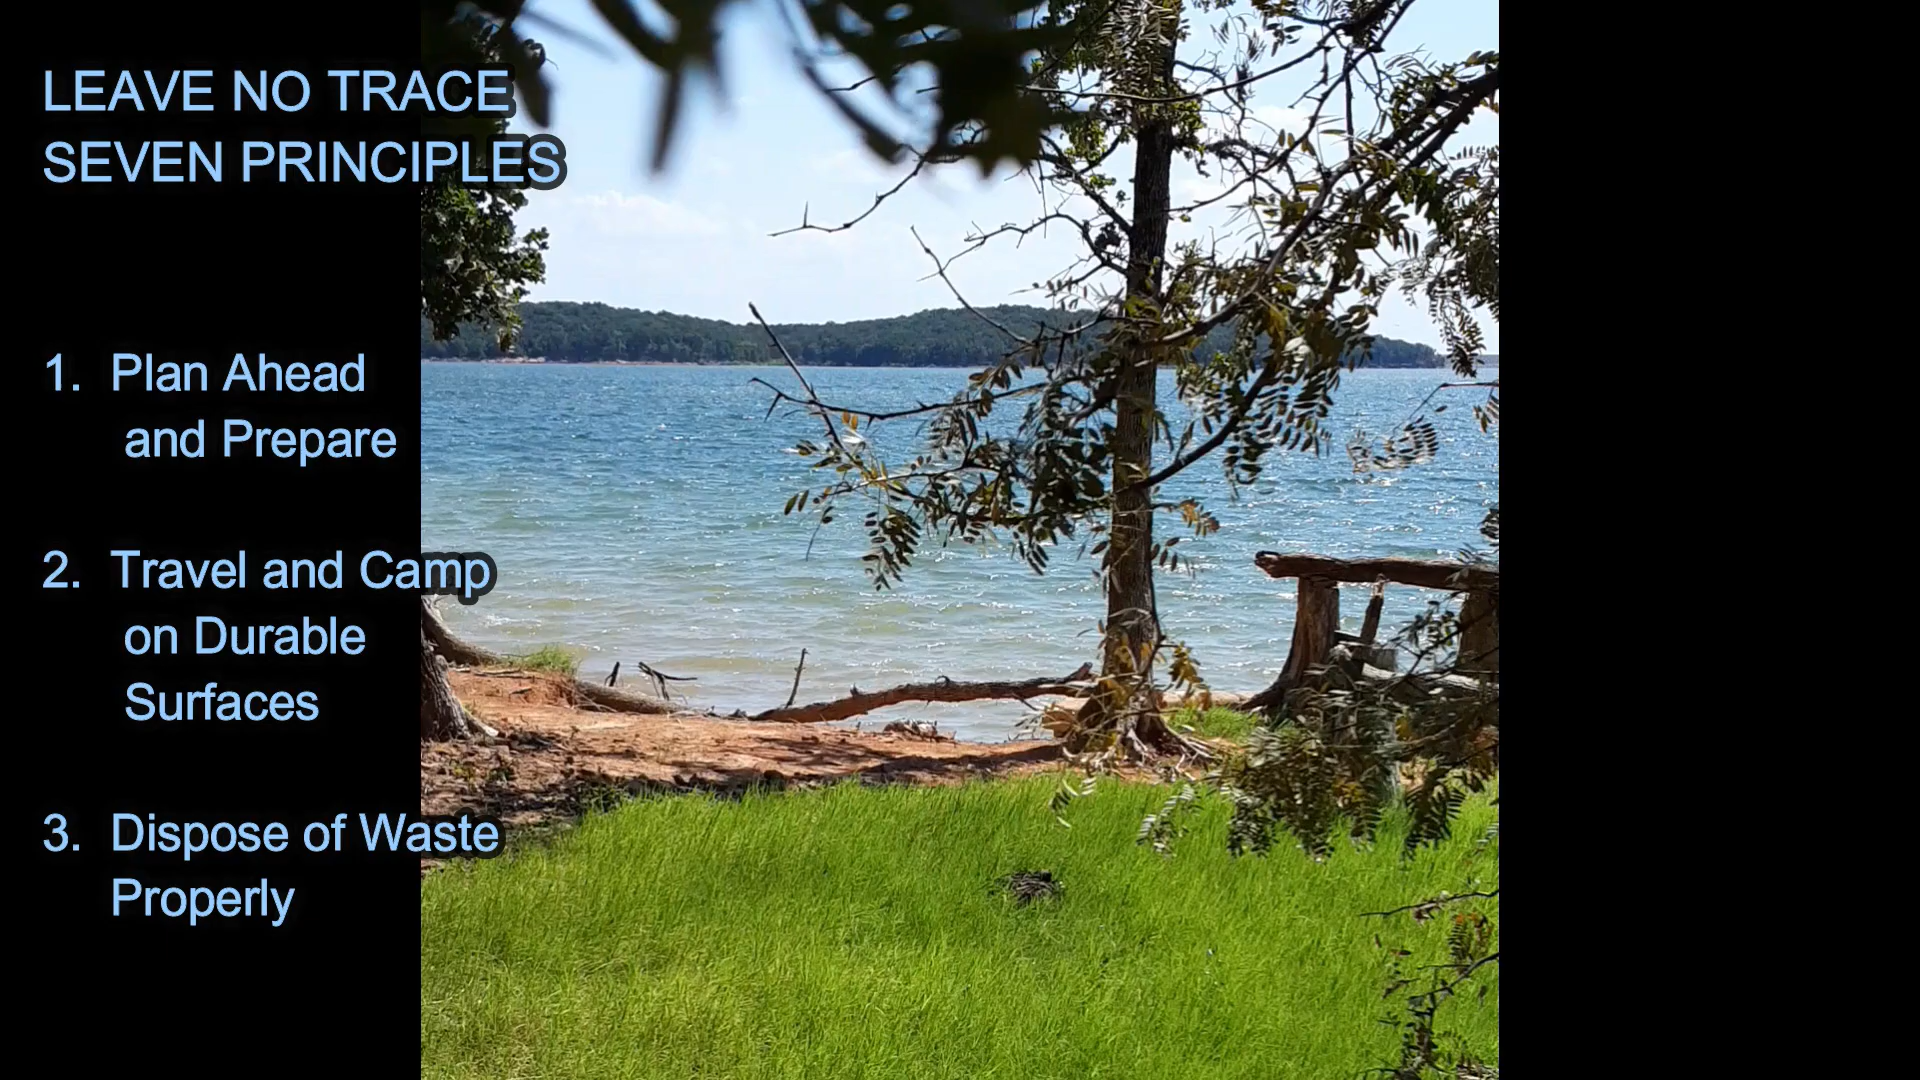 LEAVE NO TRACE
SEVEN PRINCIPLES
1. Plan Ahead
and Prepare
2. Travel and Camp
on Durable
Surfaces
3. Dispose of Waste
Properly